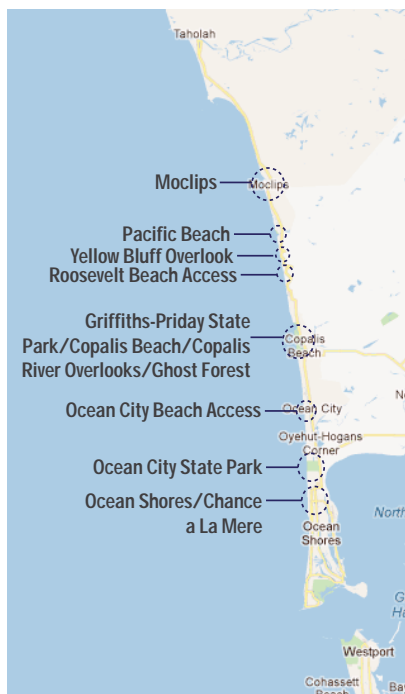 Taholah
Moclips
Moclips
Pacific Beach
Yellow Bluff Overlook
Roosevelt Beach Access
Griffiths-Priday State
Park/Copalis Beach/Copalis
River Overlooks/Ghost Forest
Copalis
Beach
Ocean City Beach Access
Ocean City
Oyehut-Hogans
Corner
Ocean City State Park
Ocean Shores/Chance
a La Mere
Ocean
Shores
Westport
Cohassett
Beach